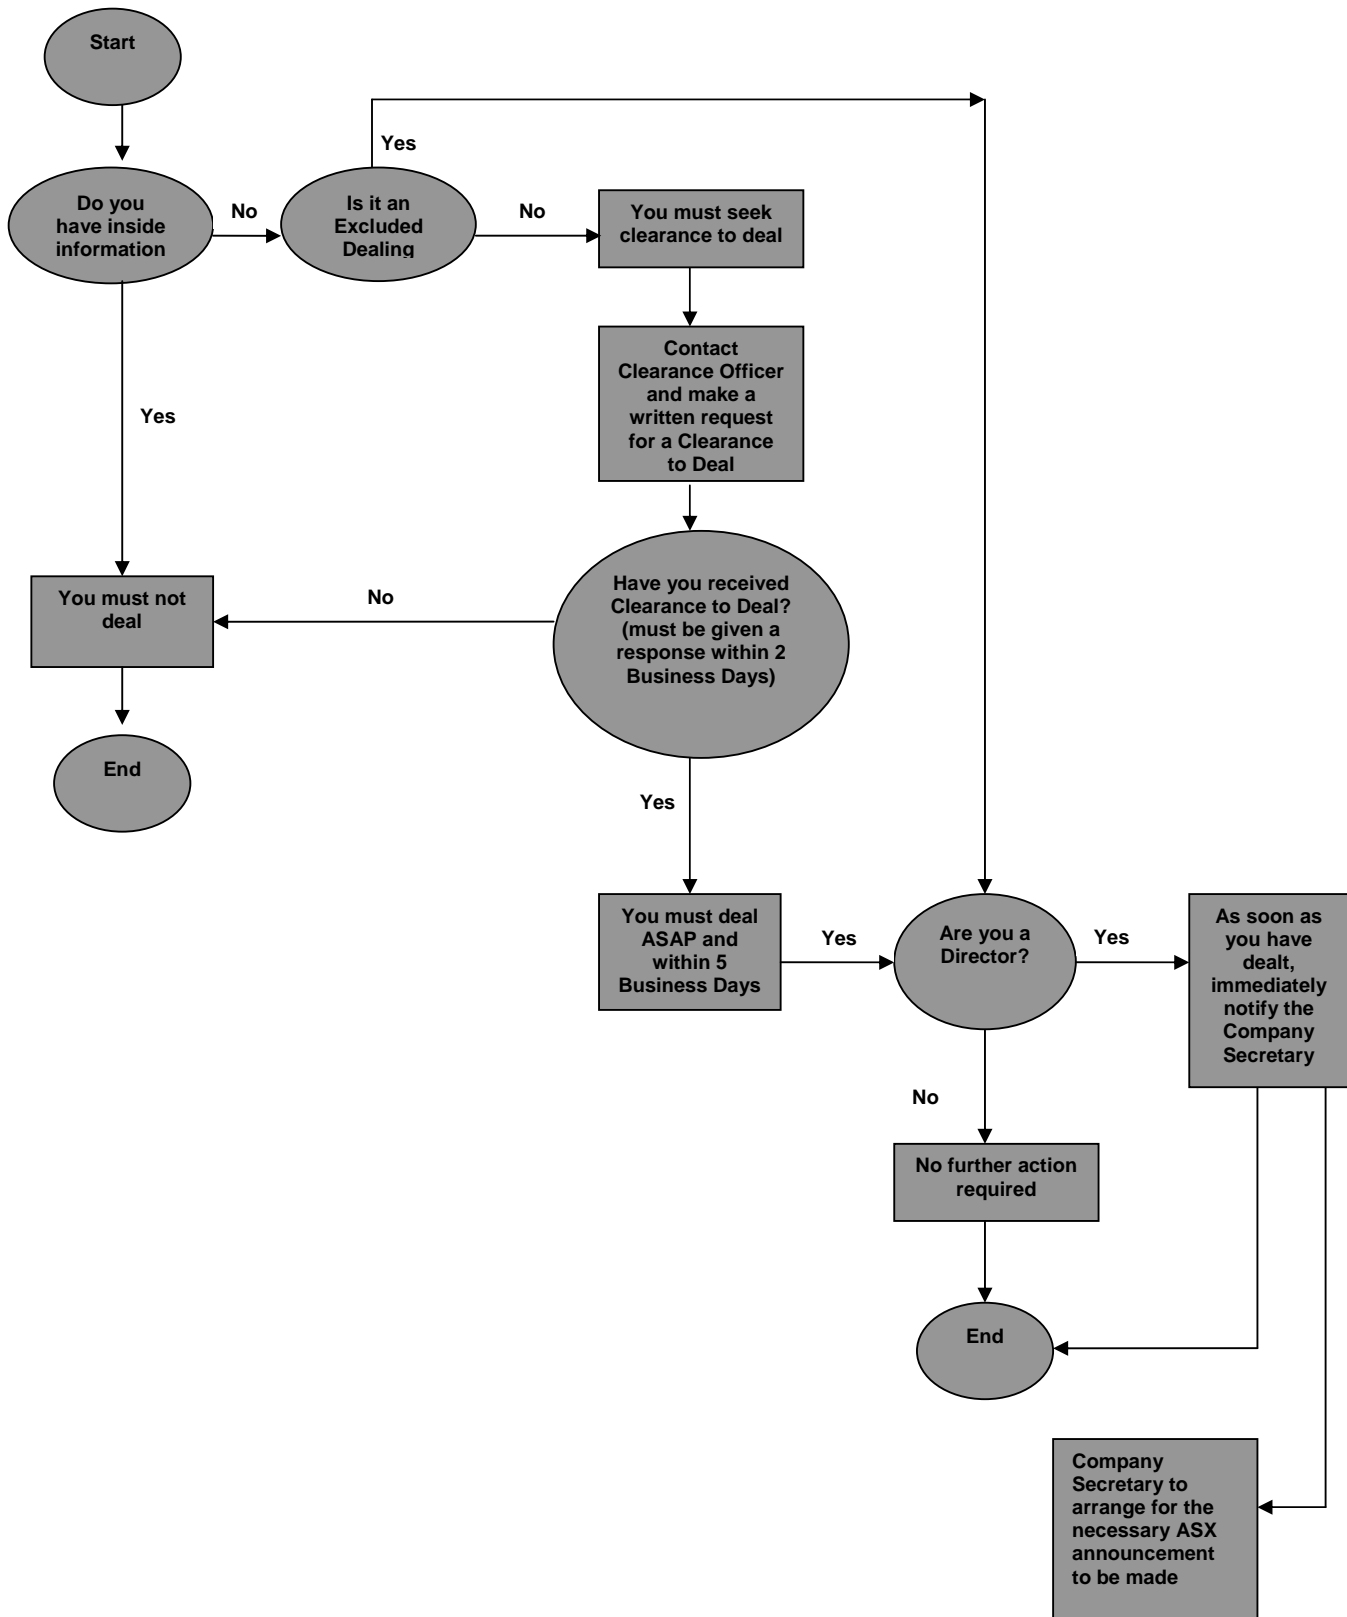 Start
Yes
Do you
have inside
information
No
Is it an
Excluded
Dealing
No
You must seek
clearance to deal
Contact
Clearance Officer
and make a
written request
for a Clearance
to Deal
Yes
You must not
deal
No
Have you received
Clearance to Deal?
(must be given a
response within 2
Business Days)
End
Yes
You must deal
ASAP and
within 5
Business Days
Yes
Are you a
Director?
Yes
As soon as
you have
dealt,
immediately
notify the
Company
Secretary
No
No further action
required
End
Company
Secretary to
arrange for the
necessary ASX
announcement
to be made